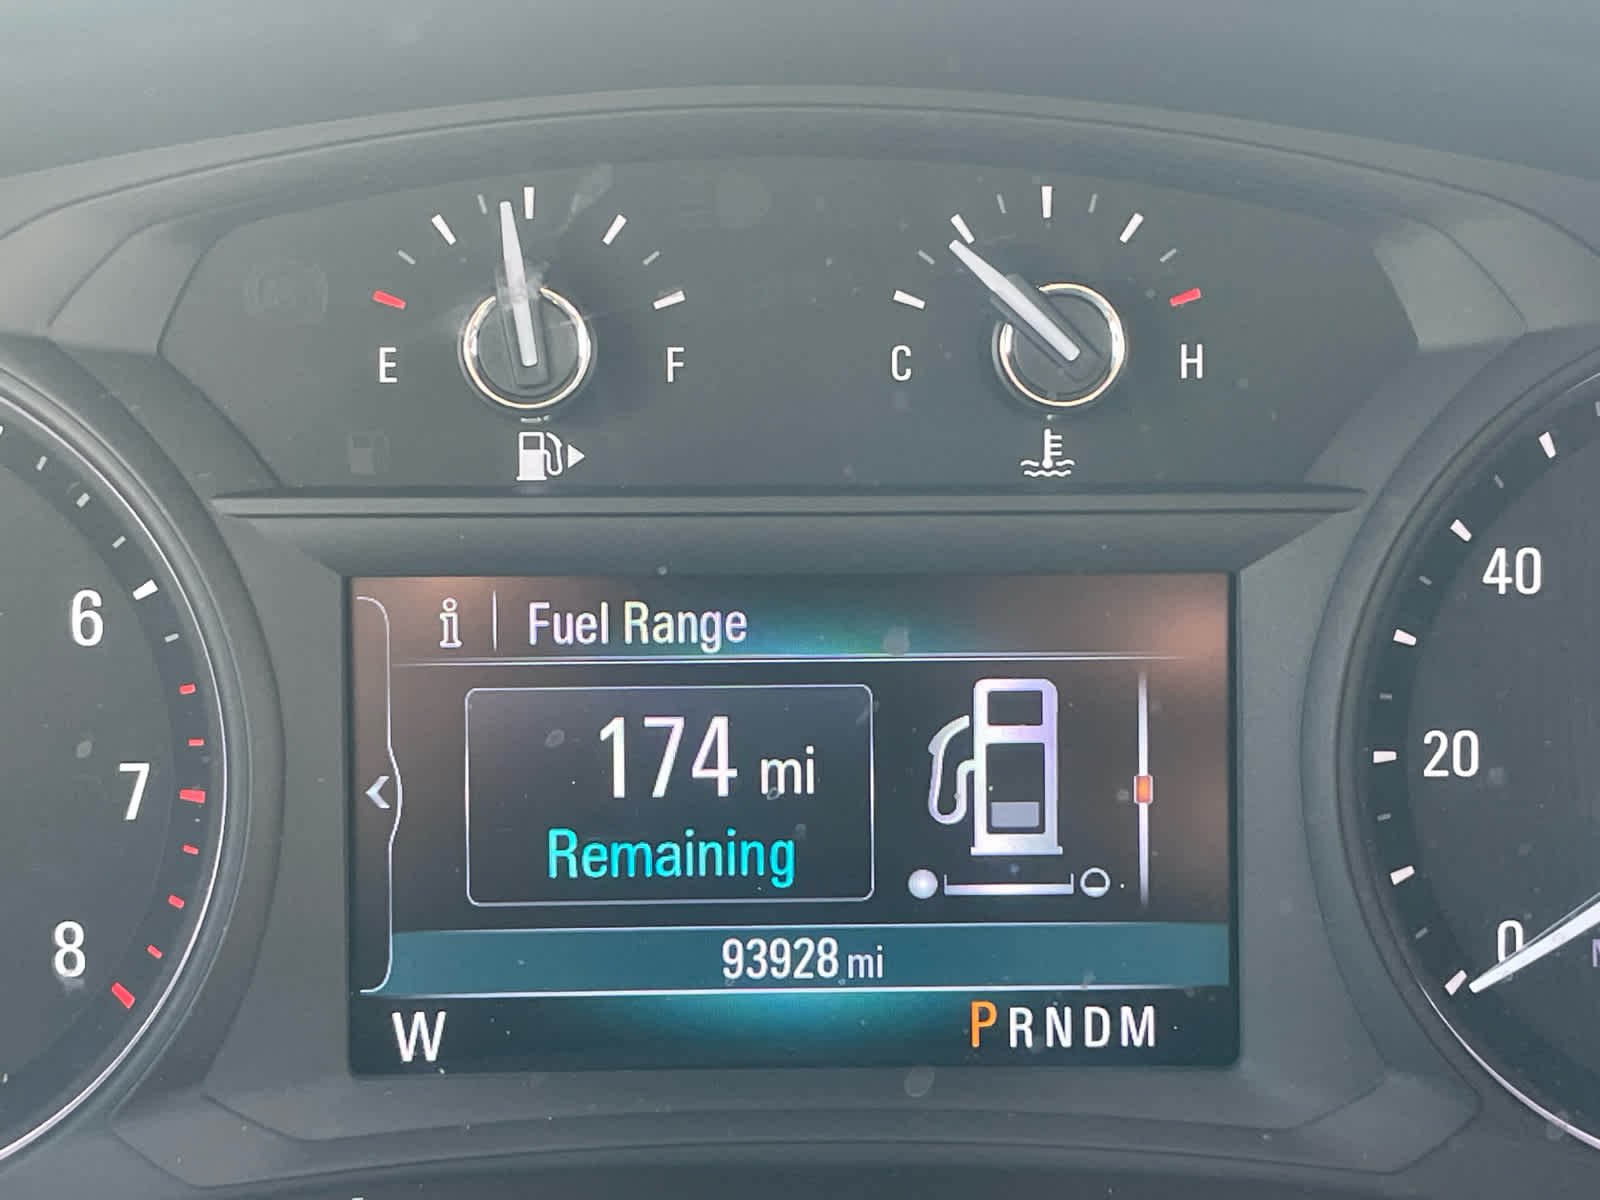 E F
C H
6
7
8
40
20
0
i Fuel Range
174 mi
Remaining
93928 mi
W PRNDM